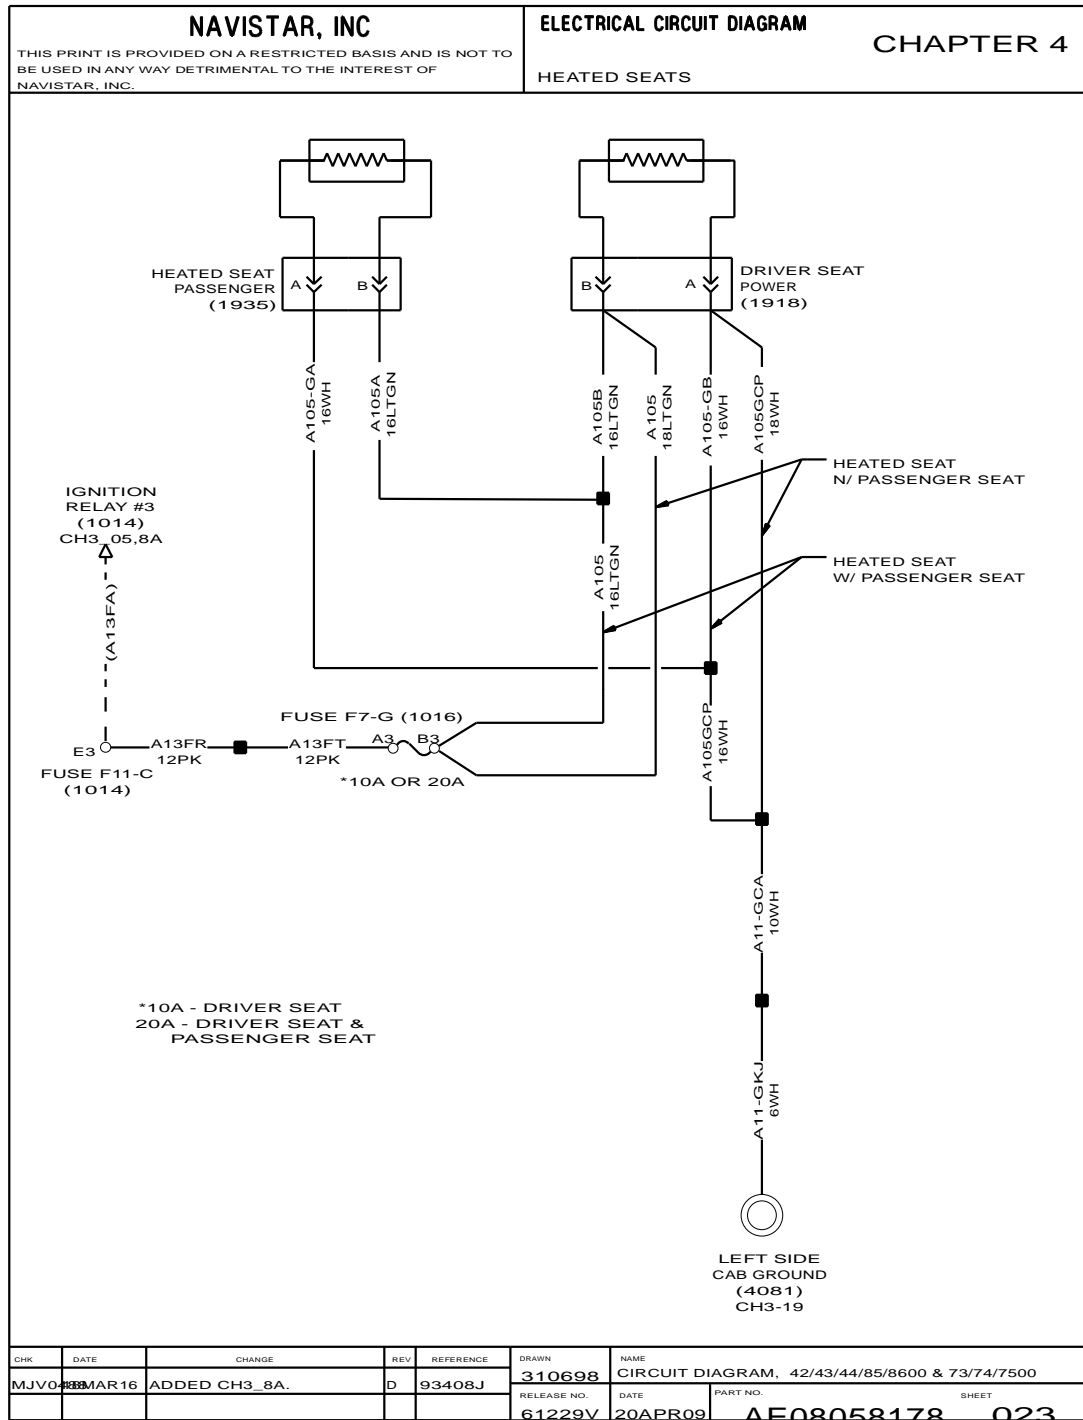 NAVISTAR, INC
THIS PRINT IS PROVIDED ON A RESTRICTED BASIS AND IS NOT TO
BE USED IN ANY WAY DETRIMENTAL TO THE INTEREST OF
NAVISTAR, INC.
ELECTRICAL CIRCUIT DIAGRAM
CHAPTER 4
HEATED SEATS
HEATED SEAT
PASSENGER
(1935)
A
B
B
A
DRIVER SEAT
POWER
(1918)
A105-GA
16WH
A105A
16LTGN
A105B
16LTGN
A105
18LTGN
A105-GB
16WH
A105GCP
18WH
HEATED SEAT
N/ PASSENGER SEAT
IGNITION
RELAY #3
(1014)
CH3_05,8A
(A13FA)
A105
16LTGN
HEATED SEAT
W/ PASSENGER SEAT
FUSE F7-G (1016)
E3
A13FR
12PK
A13FT
12PK
A3
B3
*10A OR 20A
FUSE F11-C
(1014)
A105GCP
16WH
A11-GCA
10WH
*10A - DRIVER SEAT
20A - DRIVER SEAT &
PASSENGER SEAT
A11-GKJ
6WH
LEFT SIDE
CAB GROUND
(4081)
CH3-19
CHK
DATE
CHANGE
REV
REFERENCE
MAR16
ADDED CH3_8A.
D
93408J
DRAWN
310698
NAME
CIRCUIT DIAGRAM, 42/43/44/85/8600 & 73/74/7500
RELEASE NO.
61229V
DATE
20APR09
PART NO.
AE08058178
SHEET
023